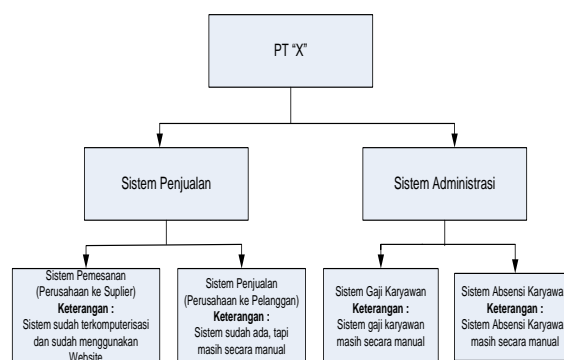 PT “X”
Sistem Penjualan
Sistem Administrasi
Sistem Pemesanan
(Perusahaan ke Suplier)
Keterangan :
Sistem sudah terkomputerisasi
dan sudah menggunakan
Website
Sistem Penjualan
(Perusahaan ke Pelanggan)
Keterangan :
Sistem sudah ada, tapi
masih secara manual
Sistem Gaji Karyawan
Keterangan :
Sistem gaji karyawan
masih secara manual
Sistem Absensi Karyawa
Keterangan :
Sistem Absensi Karyawa
masih secara manual